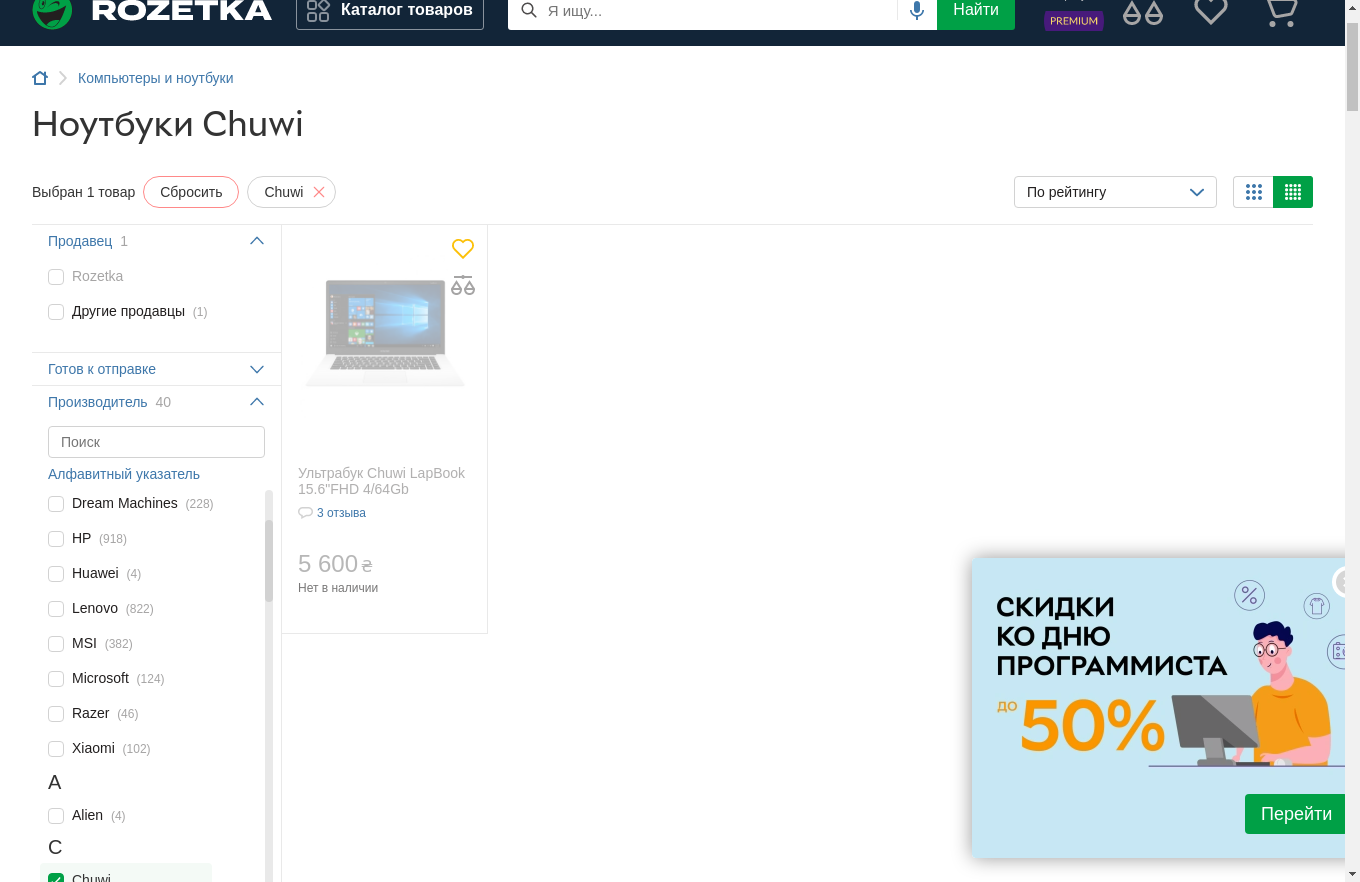 ROZETKA
Каталог товаров
Я ищу...
Найти
PREMIUM
Компьютеры и ноутбуки
Ноутбуки Chuwi
Выбран 1 товар
Сбросить
Chuwi
По рейтингу
Продавец 1
Rozetka
Другие продавцы (1)
Готов к отправке
Производитель 40
Поиск
Алфавитный указатель
Dream Machines (228)
HP (918)
Huawei (4)
Lenovo (822)
MSI (382)
Microsoft (124)
Razer (46)
Xiaomi (102)
A
Alien (4)
C
Chuwi
Ультрабук Chuwi LapBook
15.6"FHD 4/64Gb
3 отзыва
5 600 ₴
Нет в наличии
СКИДКИ
КО ДНЮ
ПРОГРАММИСТА
ДО 50%
Перейти